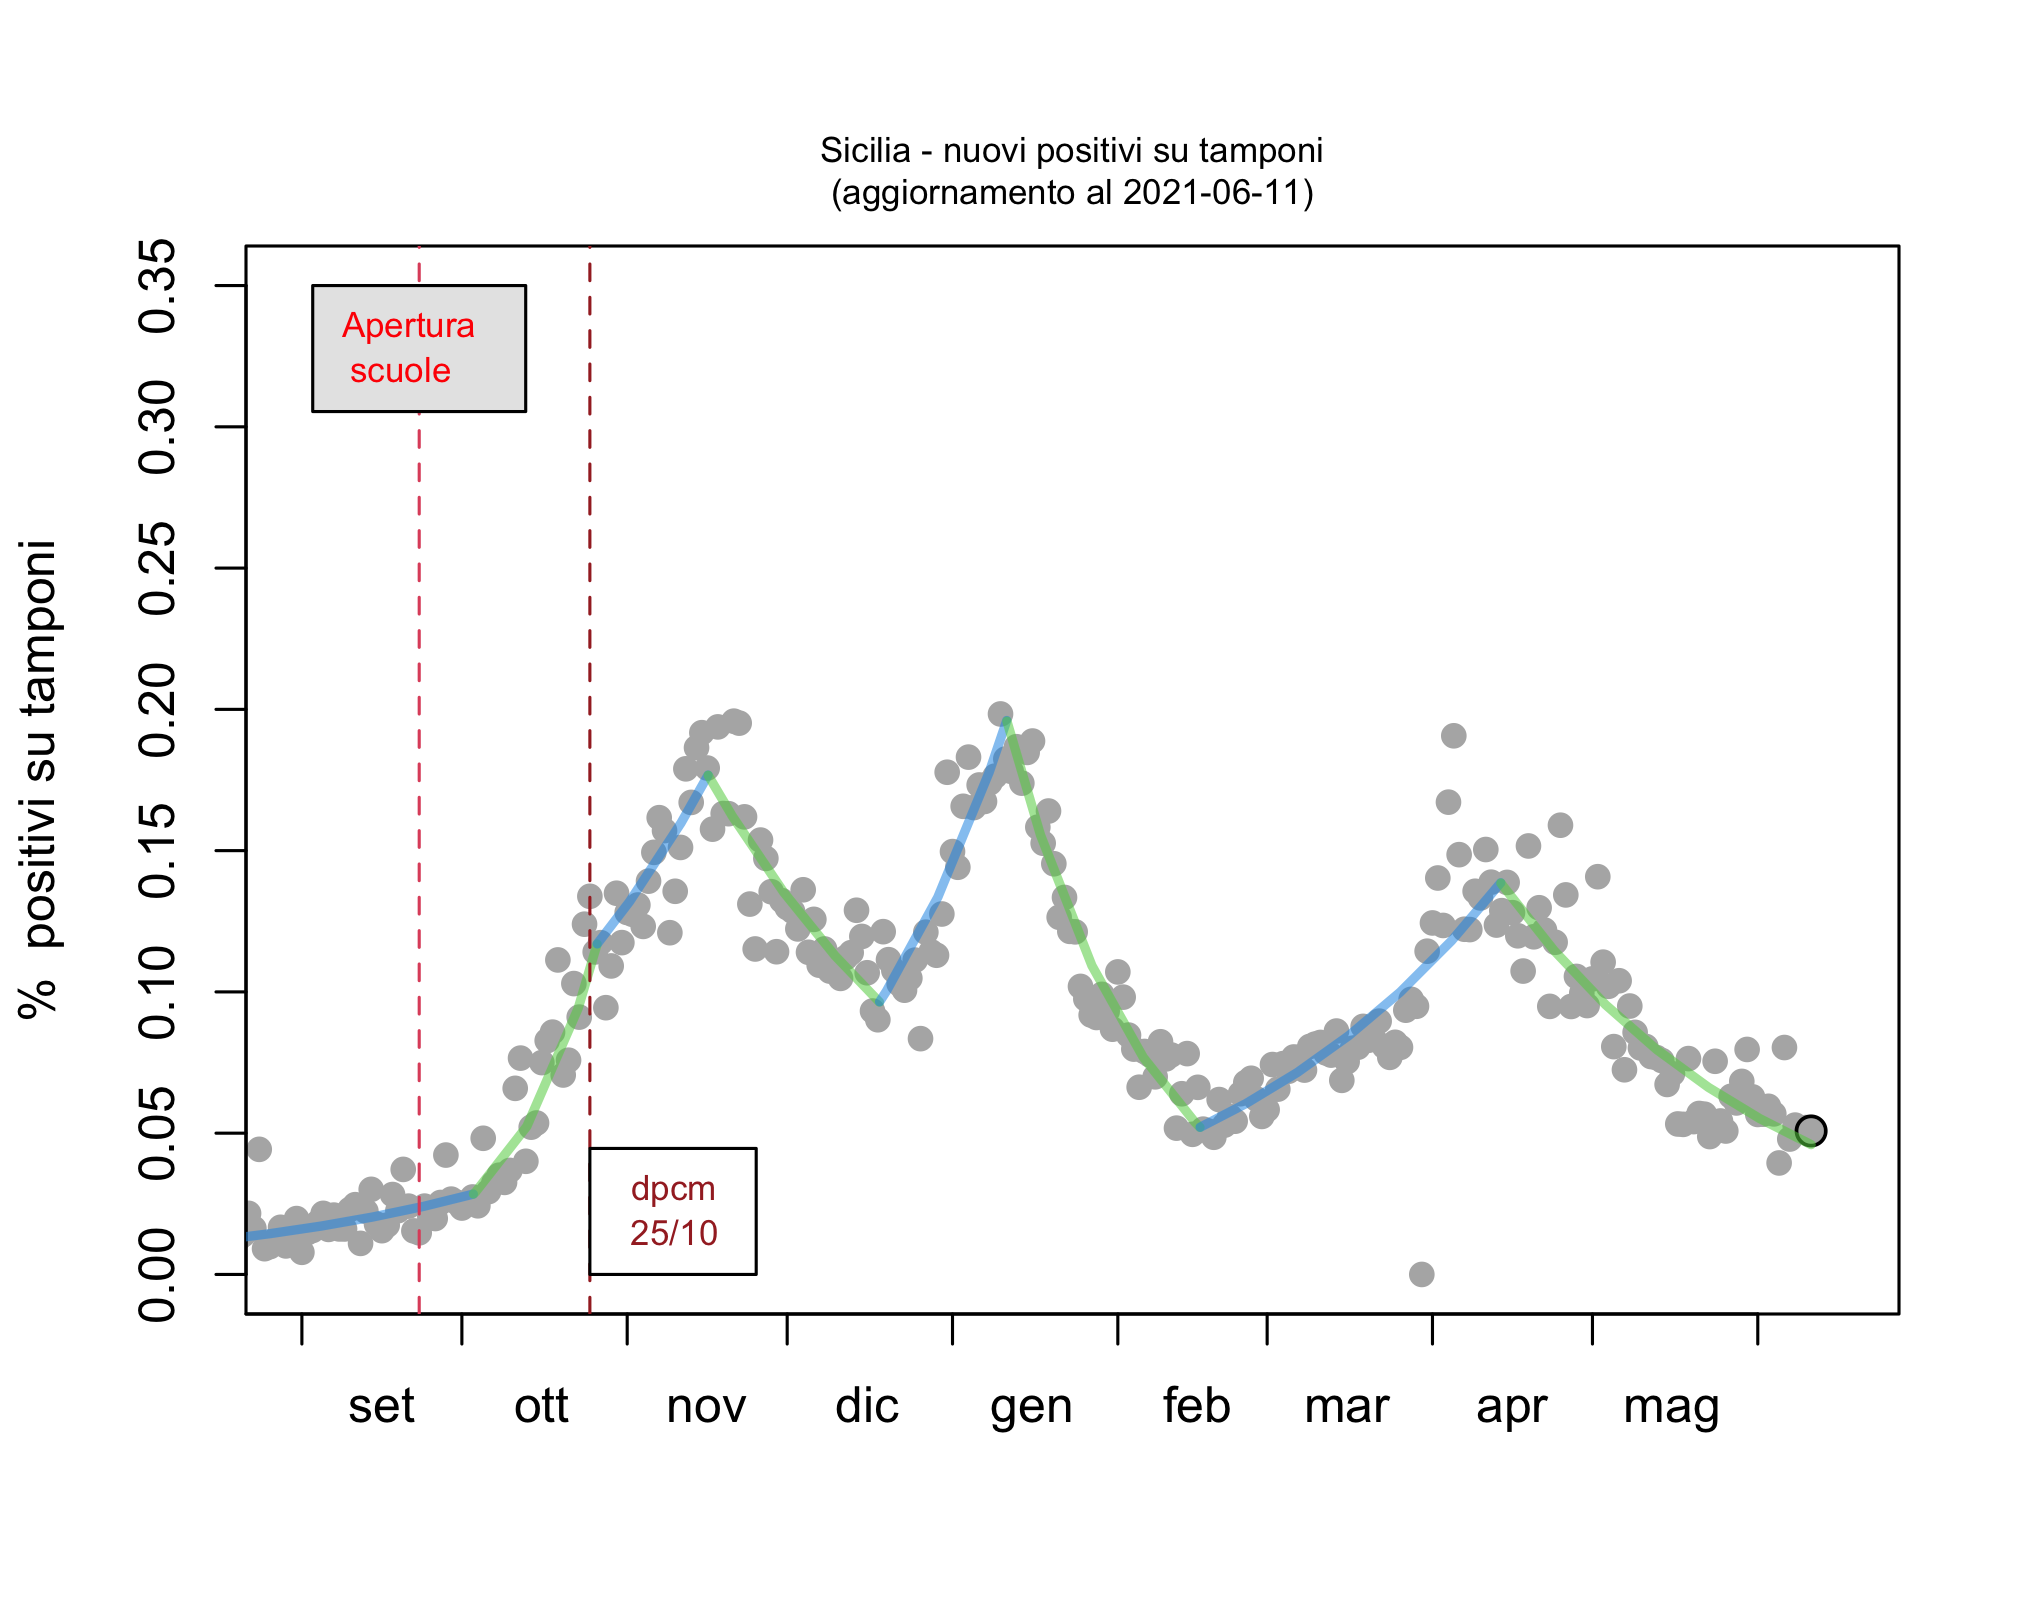 Sicilia - nuovi positivi su tamponi
(aggiornamento al 2021-06-11)
% positivi su tamponi
0.35
0.30
0.25
0.20
0.15
0.10
0.05
0.00
Apertura
scuole
dpcm
25/10
set ott nov dic gen feb mar apr mag